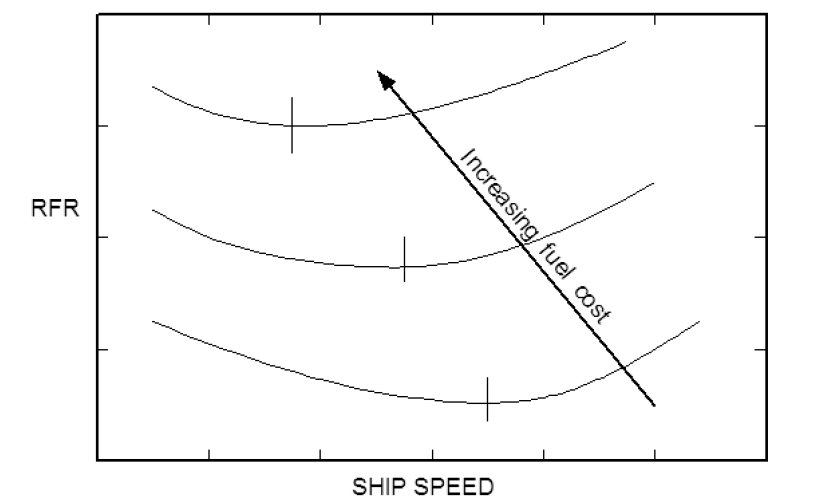 RFR
Increasing fuel cost
SHIP SPEED